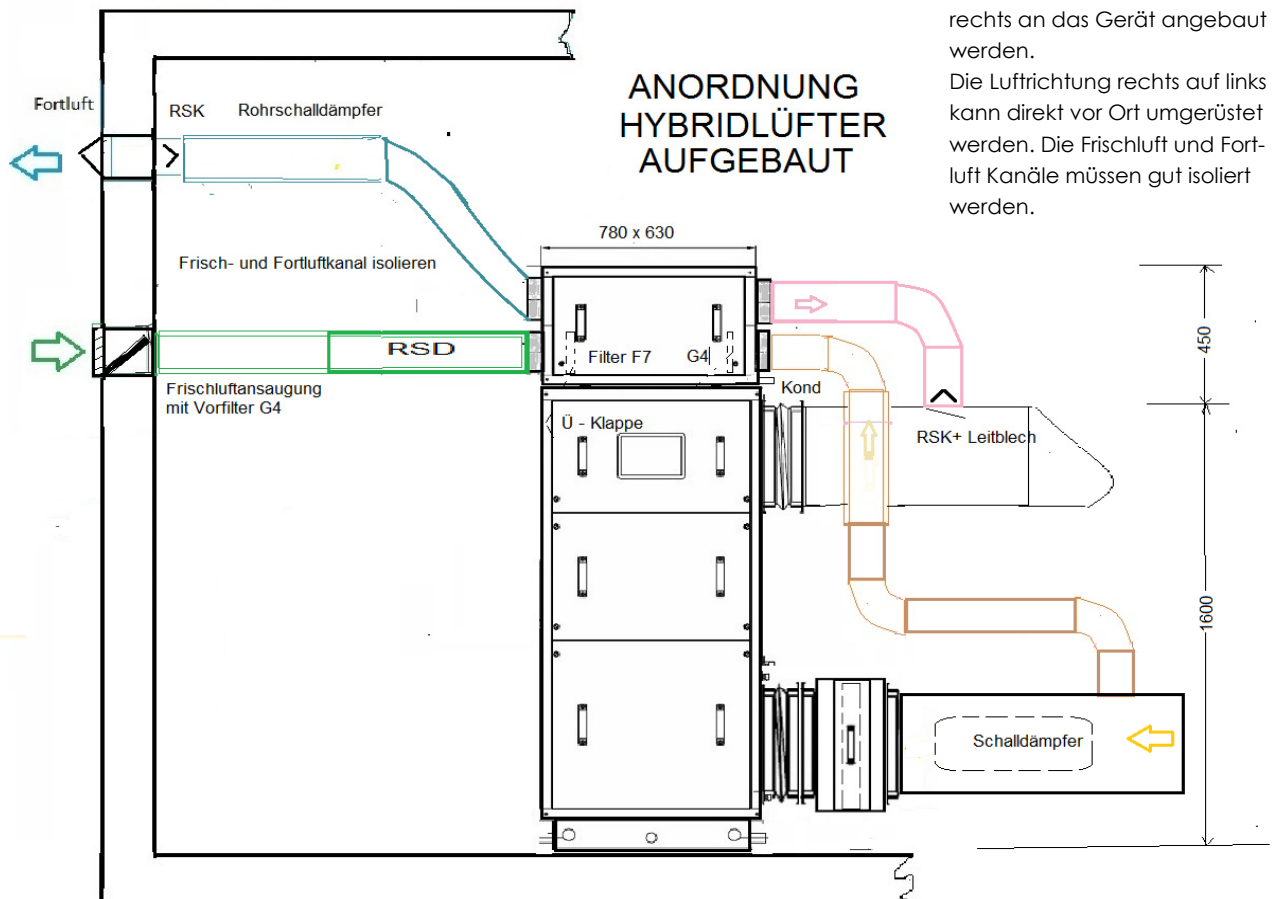 rechts an das Gerät angebaut
werden.
Die Luftrichtung rechts auf links
kann direkt vor Ort umgerüstet
werden. Die Frischluft und Fort-
luft Kanäle müssen gut isoliert
werden.
ANORDNUNG
HYBRIDLÜFTER
AUFGEBAUT
Fortluft
RSK
Rohrschalldämpfer
780 x 630
Frisch- und Fortluftkanal isolieren
450
RSD
Filter F7
G4
Frischluftansaugung
mit Vorfilter G4
Kond
Ü - Klappe
RSK+ Leitblech
1600
Schalldämpfer